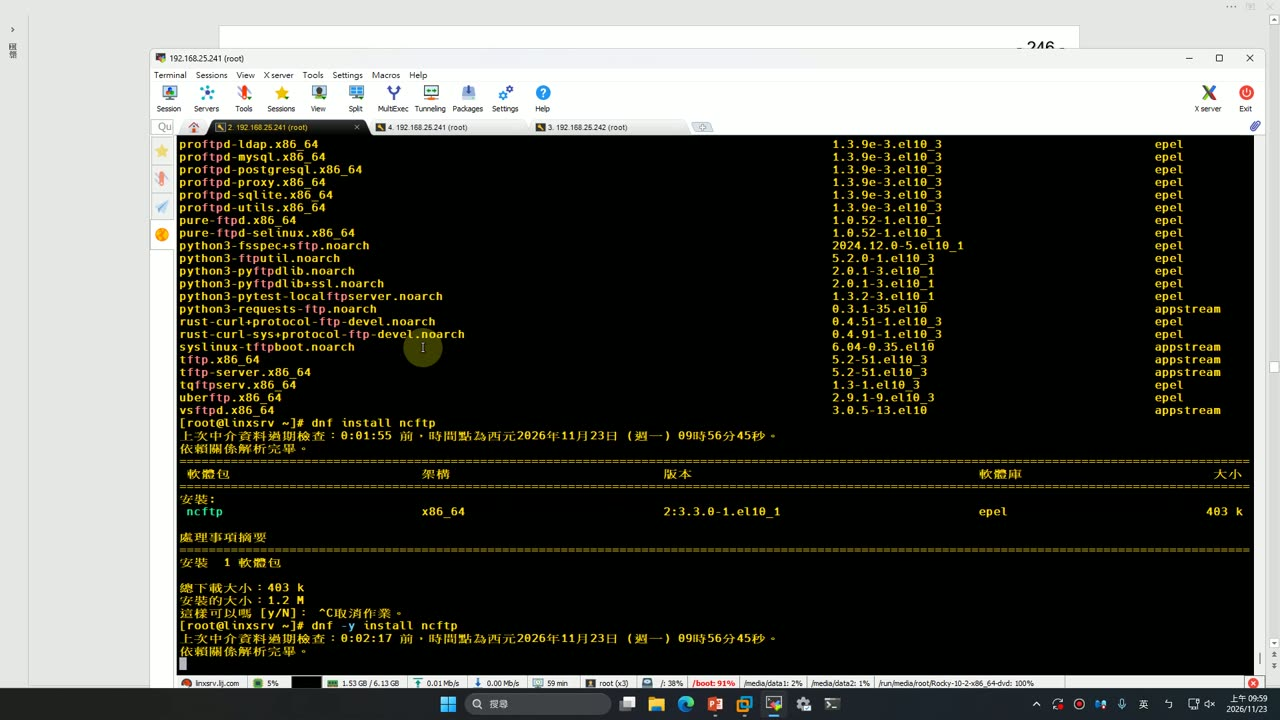 - 246 -
192.168.25.241 (root)
Terminal Sessions View X server Tools Settings Macros Help
Session Servers Tools Sessions View Split MultiExec Tunneling Packages Settings Help X server Exit
Qu 2. 192.168.25.241 (root) 4. 192.168.25.241 (root) 3. 192.168.25.242 (root)
proftpd-ldap.x86_64 1.3.9e-3.el10_3 epel
proftpd-mysql.x86_64 1.3.9e-3.el10_3 epel
proftpd-postgresql.x86_64 1.3.9e-3.el10_3 epel
proftpd-proxy.x86_64 1.3.9e-3.el10_3 epel
proftpd-sqlite.x86_64 1.3.9e-3.el10_3 epel
proftpd-utils.x86_64 1.3.9e-3.el10_3 epel
pure-ftpd.x86_64 1.0.52-1.el10_1 epel
pure-ftpd-selinux.x86_64 1.0.52-1.el10_1 epel
python3-fsspec+sftp.noarch 2024.12.0-5.el10_1 epel
python3-ftputil.noarch 5.2.0-1.el10_3 epel
python3-pyftpdlib.noarch 2.0.1-3.el10_1 epel
python3-pyftpdlib+ssl.noarch 2.0.1-3.el10_1 epel
python3-pytest-localftpserver.noarch 1.3.2-3.el10_1 epel
python3-requests-ftp.noarch 0.3.1-35.el10 appstream
rust-curl+protocol-ftp-devel.noarch 0.4.51-1.el10_3 epel
rust-curl-sys+protocol-ftp-devel.noarch 0.4.91-1.el10_3 epel
syslinux-tftpboot.noarch 6.04-0.35.el10 appstream
tftp.x86_64 5.2-51.el10_3 appstream
tftp-server.x86_64 5.2-51.el10_3 appstream
tqftpserv.x86_64 1.3-1.el10_3 epel
uberftp.x86_64 2.9.1-9.el10_3 epel
vsftpd.x86_64 3.0.5-13.el10 appstream
[root@linxsrv ~]# dnf install ncftp
上次中介資料過期檢查：0:01:55 前，時間點為西元2026年11月23日 (週一) 09時56分45秒。
依賴關係解析完畢。
軟體包 架構 版本 軟體庫 大小
安裝:
ncftp x86_64 2:3.3.0-1.el10_1 epel 403 k
處理事項摘要
安裝 1 軟體包
總下載大小：403 k
安裝的大小：1.2 M
這樣可以嗎 [y/N]： ^C取消作業。
[root@linxsrv ~]# dnf -y install ncftp
上次中介資料過期檢查：0:02:17 前，時間點為西元2026年11月23日 (週一) 09時56分45秒。
依賴關係解析完畢。
linxsrv.lij.com 5% 1.53 GB / 6.13 GB 0.01 Mb/s 0.00 Mb/s 59 min root (x3) /: 38% /boot: 91% /media/data1: 2% /media/data2: 1% /run/media/root/Rocky-10-2-x86_64-dvd: 100%
搜尋 英 上午 09:59
2026/11/23